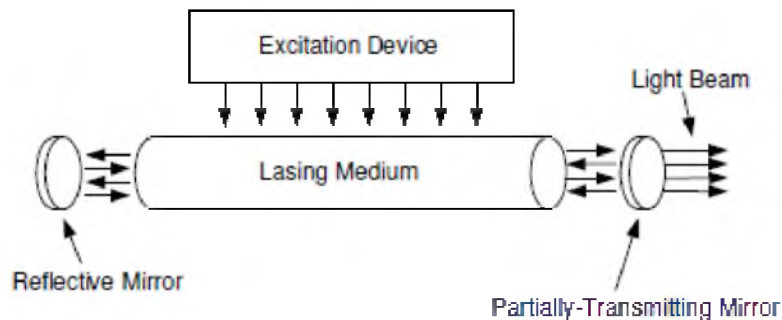 Excitation Device
Light Beam
Lasing Medium
Reflective Mirror
Partially-Transmitting Mirror